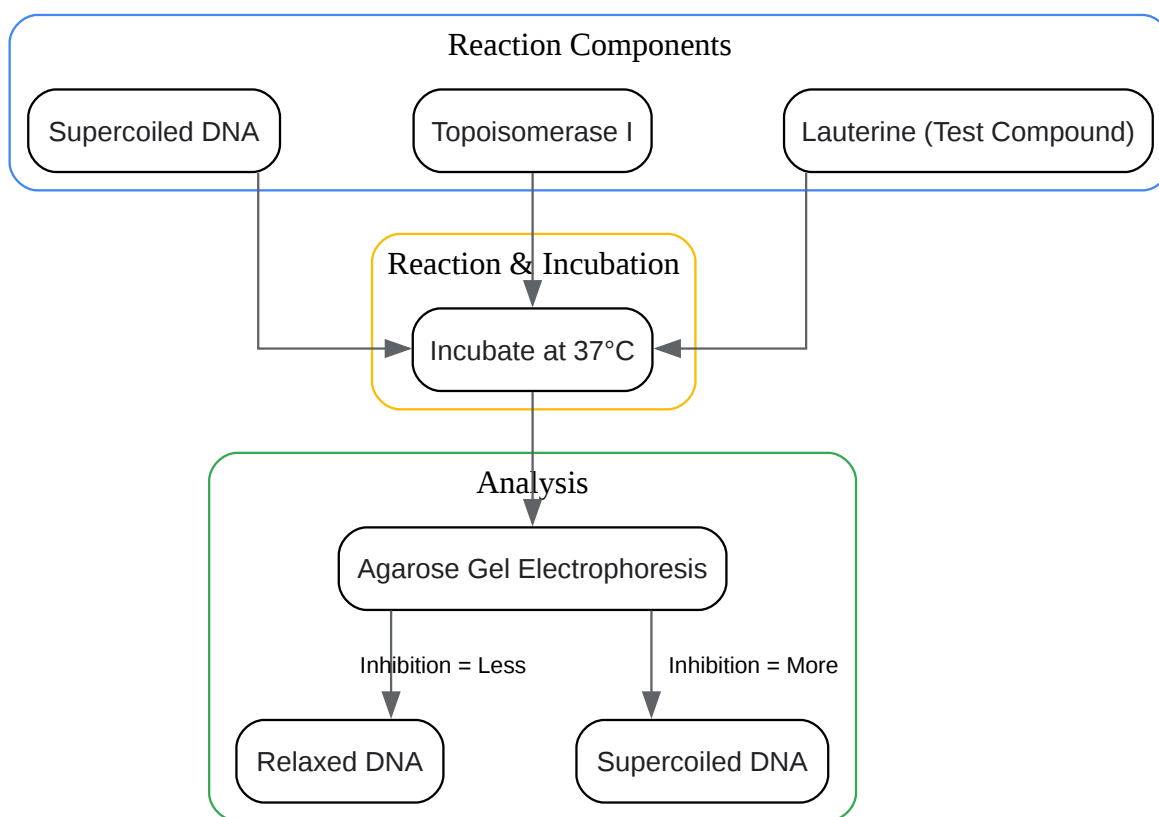 Reaction Components
Supercoiled DNA
Topoisomerase I
Lauterine (Test Compound)
Reaction & Incubation
Incubate at 37°C
Analysis
Agarose Gel Electrophoresis
Inhibition = Less
Inhibition = More
Relaxed DNA
Supercoiled DNA